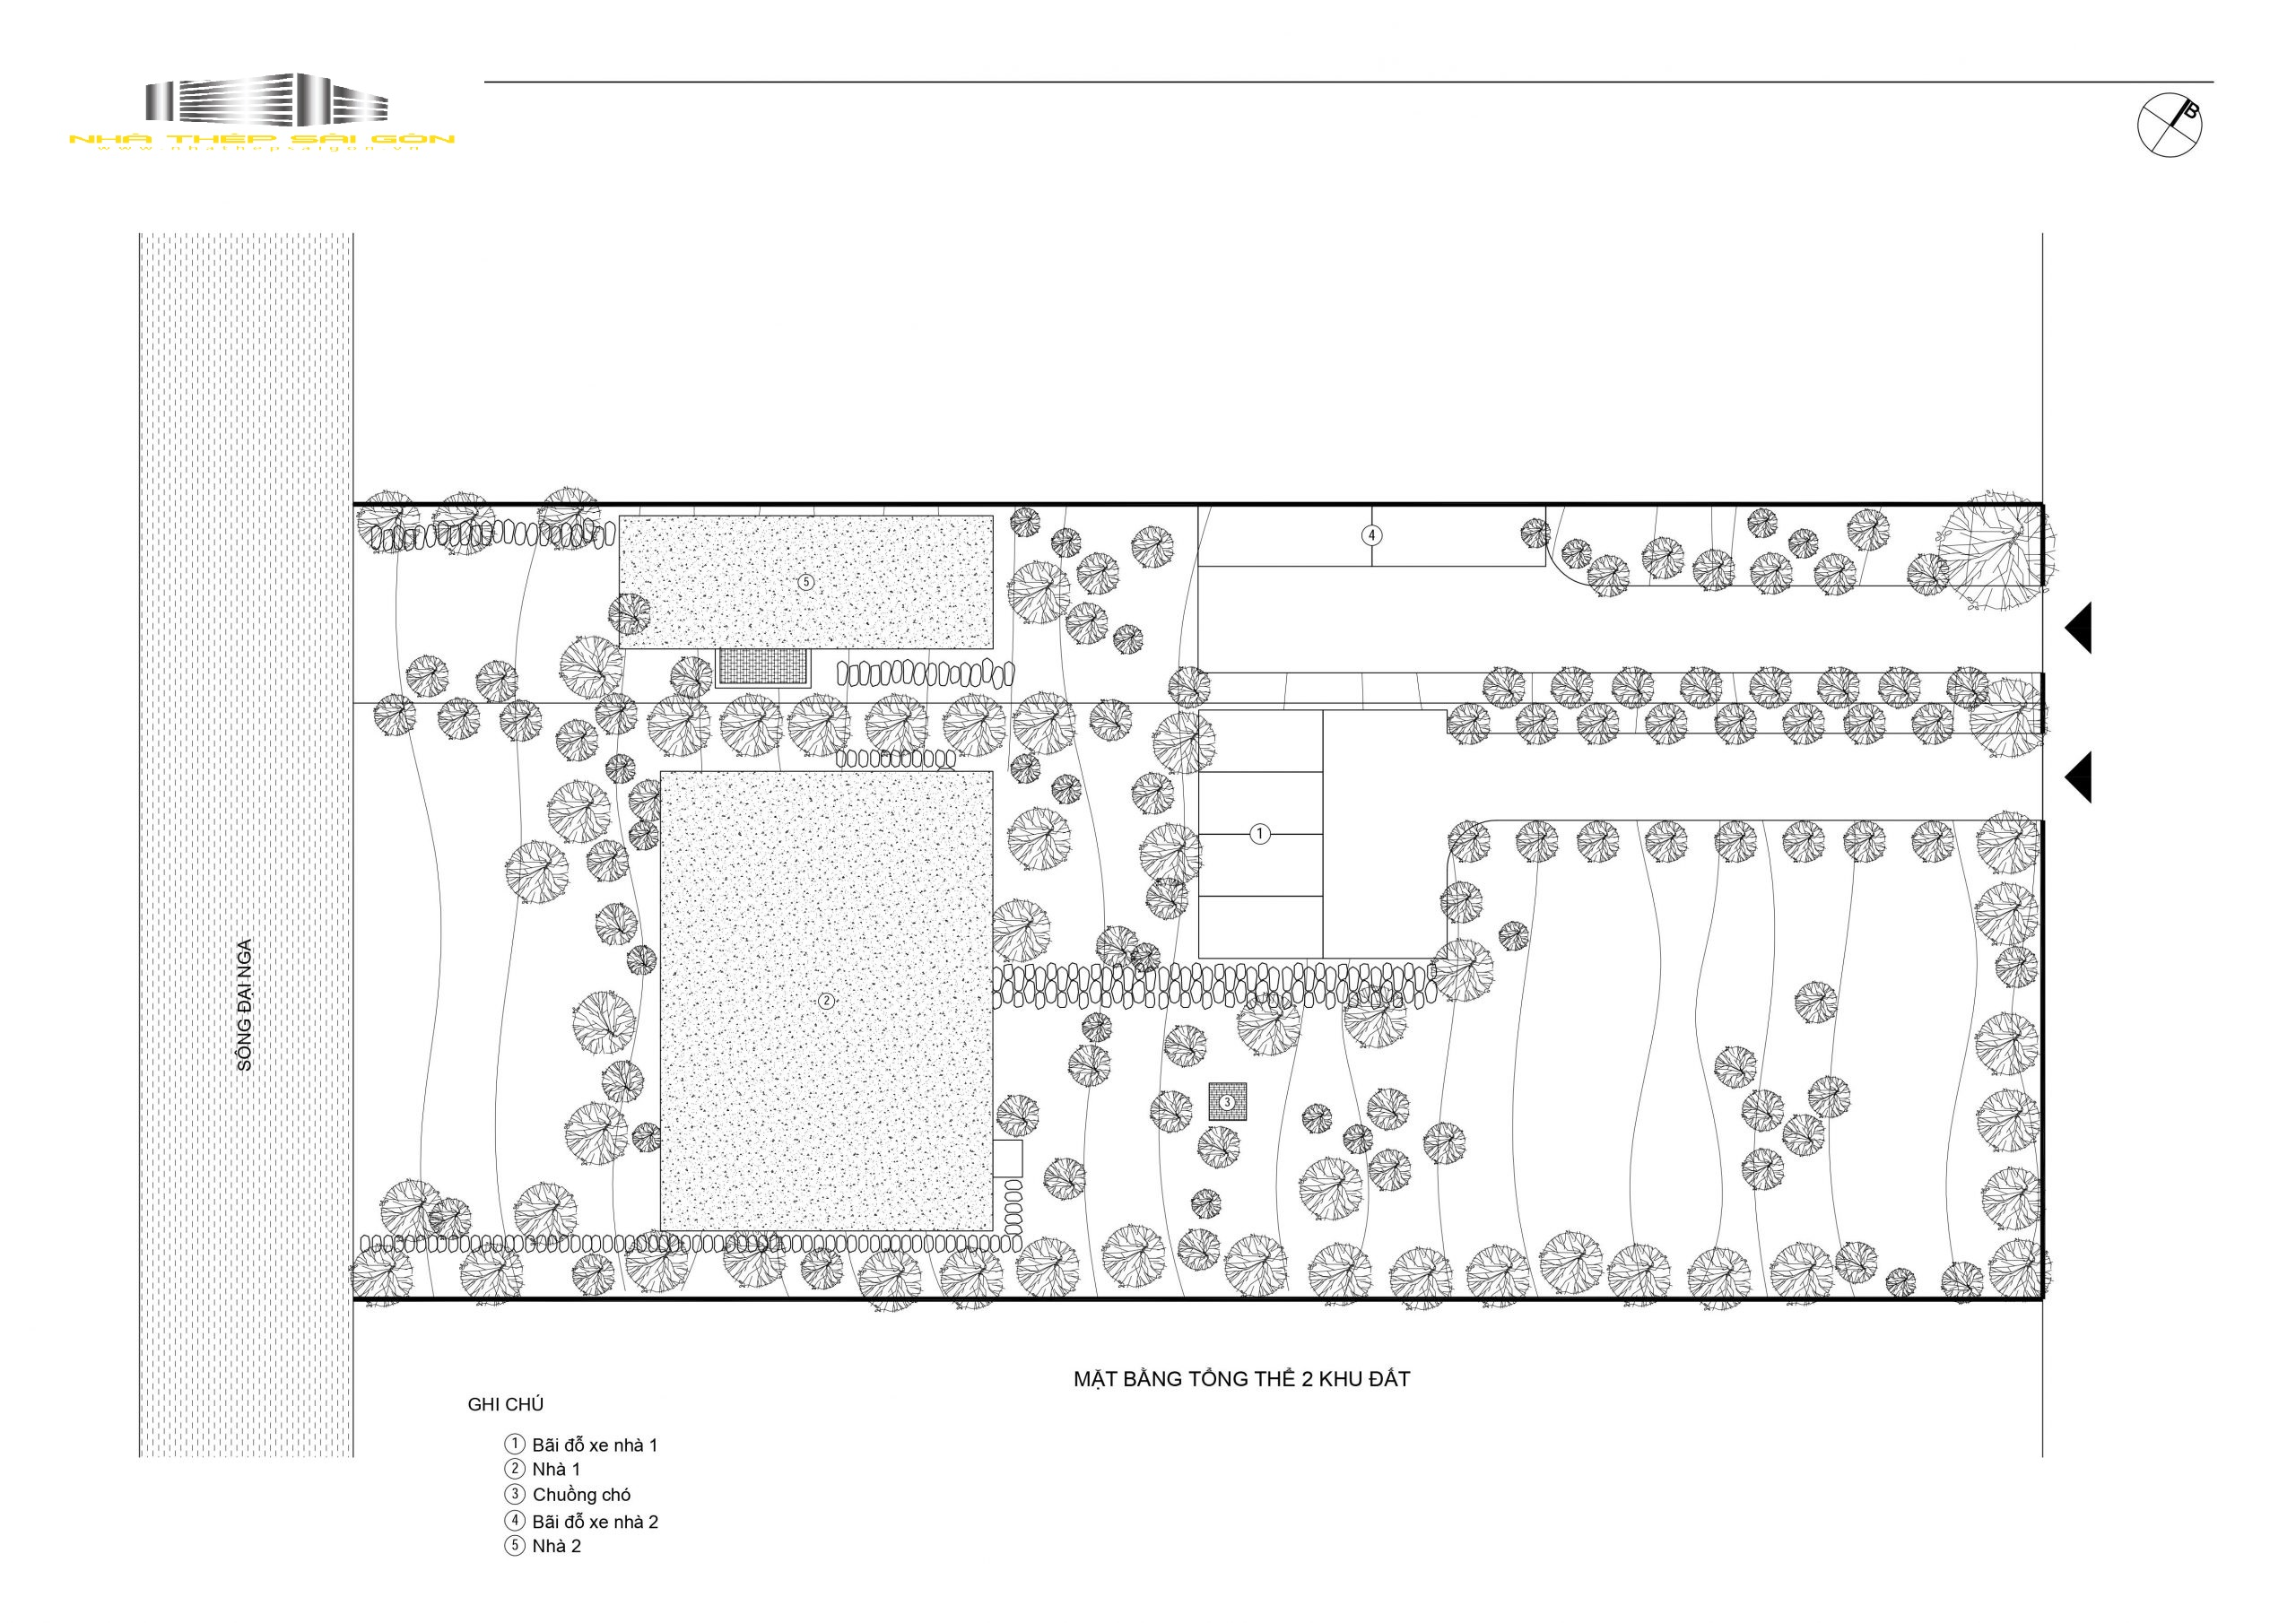 NHÀ THÉP SÀI GÒN
www.nhathepsaigon.vn
B
5
4
1
2
3
SÔNG ĐẠI NGA
MẶT BẰNG TỔNG THỂ 2 KHU ĐẤT
GHI CHÚ
1 Bãi đỗ xe nhà 1
2 Nhà 1
3 Chuồng chó
4 Bãi đỗ xe nhà 2
5 Nhà 2